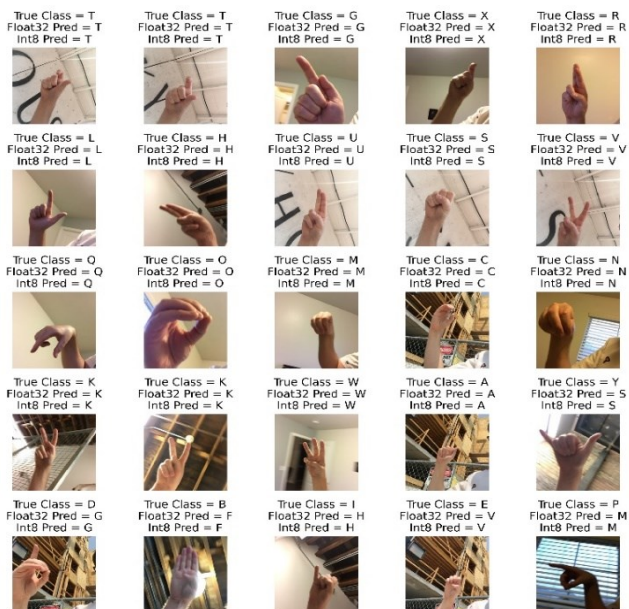 True Class = T
Float32 Pred = T
Int8 Pred = T
True Class = T
Float32 Pred = T
Int8 Pred = T
True Class = G
Float32 Pred = G
Int8 Pred = G
True Class = X
Float32 Pred = X
Int8 Pred = X
True Class = R
Float32 Pred = R
Int8 Pred = R
True Class = L
Float32 Pred = L
Int8 Pred = L
True Class = H
Float32 Pred = H
Int8 Pred = H
True Class = U
Float32 Pred = U
Int8 Pred = U
True Class = S
Float32 Pred = S
Int8 Pred = S
True Class = V
Float32 Pred = V
Int8 Pred = V
True Class = Q
Float32 Pred = Q
Int8 Pred = Q
True Class = O
Float32 Pred = O
Int8 Pred = O
True Class = M
Float32 Pred = M
Int8 Pred = M
True Class = C
Float32 Pred = C
Int8 Pred = C
True Class = N
Float32 Pred = N
Int8 Pred = N
True Class = K
Float32 Pred = K
Int8 Pred = K
True Class = K
Float32 Pred = K
Int8 Pred = K
True Class = W
Float32 Pred = W
Int8 Pred = W
True Class = A
Float32 Pred = A
Int8 Pred = A
True Class = Y
Float32 Pred = S
Int8 Pred = S
True Class = D
Float32 Pred = G
Int8 Pred = G
True Class = B
Float32 Pred = F
Int8 Pred = F
True Class = I
Float32 Pred = H
Int8 Pred = H
True Class = E
Float32 Pred = V
Int8 Pred = V
True Class = P
Float32 Pred = M
Int8 Pred = M